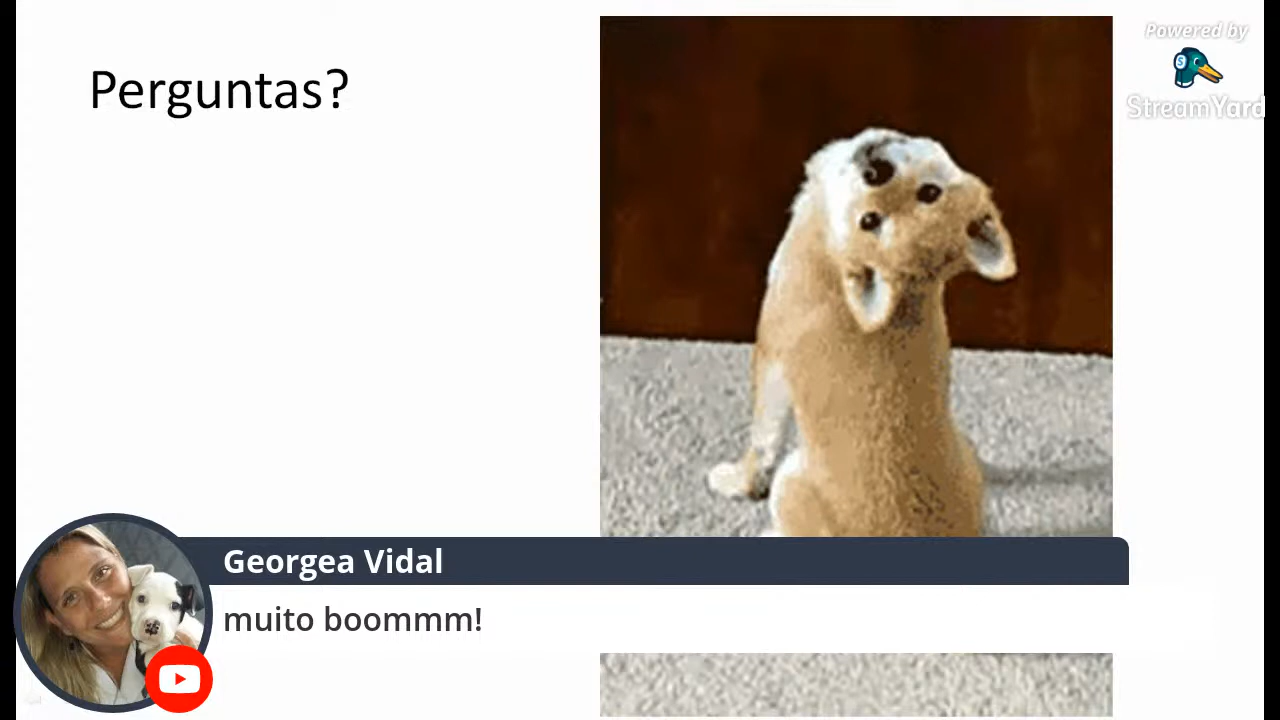 Perguntas?
Powered by
StreamYard
Georgea Vidal
muito boommm!